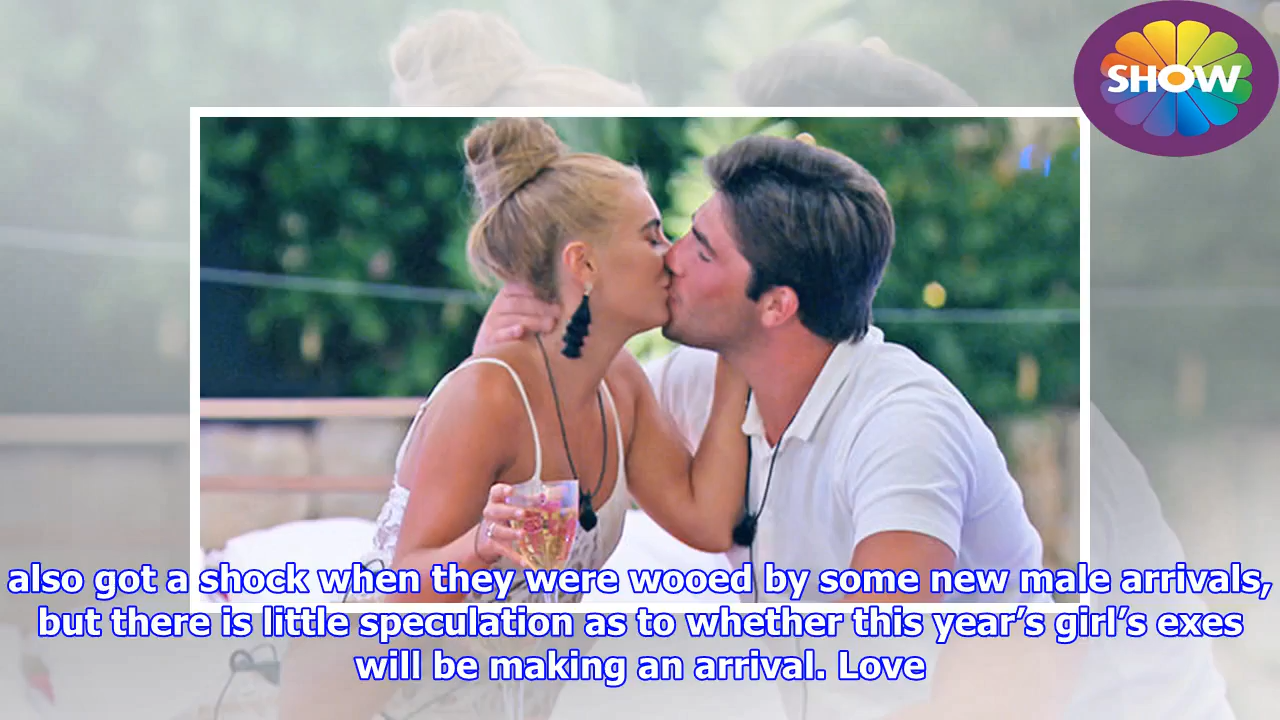 SHOW
also got a shock when they were wooed by some new male arrivals,
but there is little speculation as to whether this year’s girl’s exes
will be making an arrival. Love